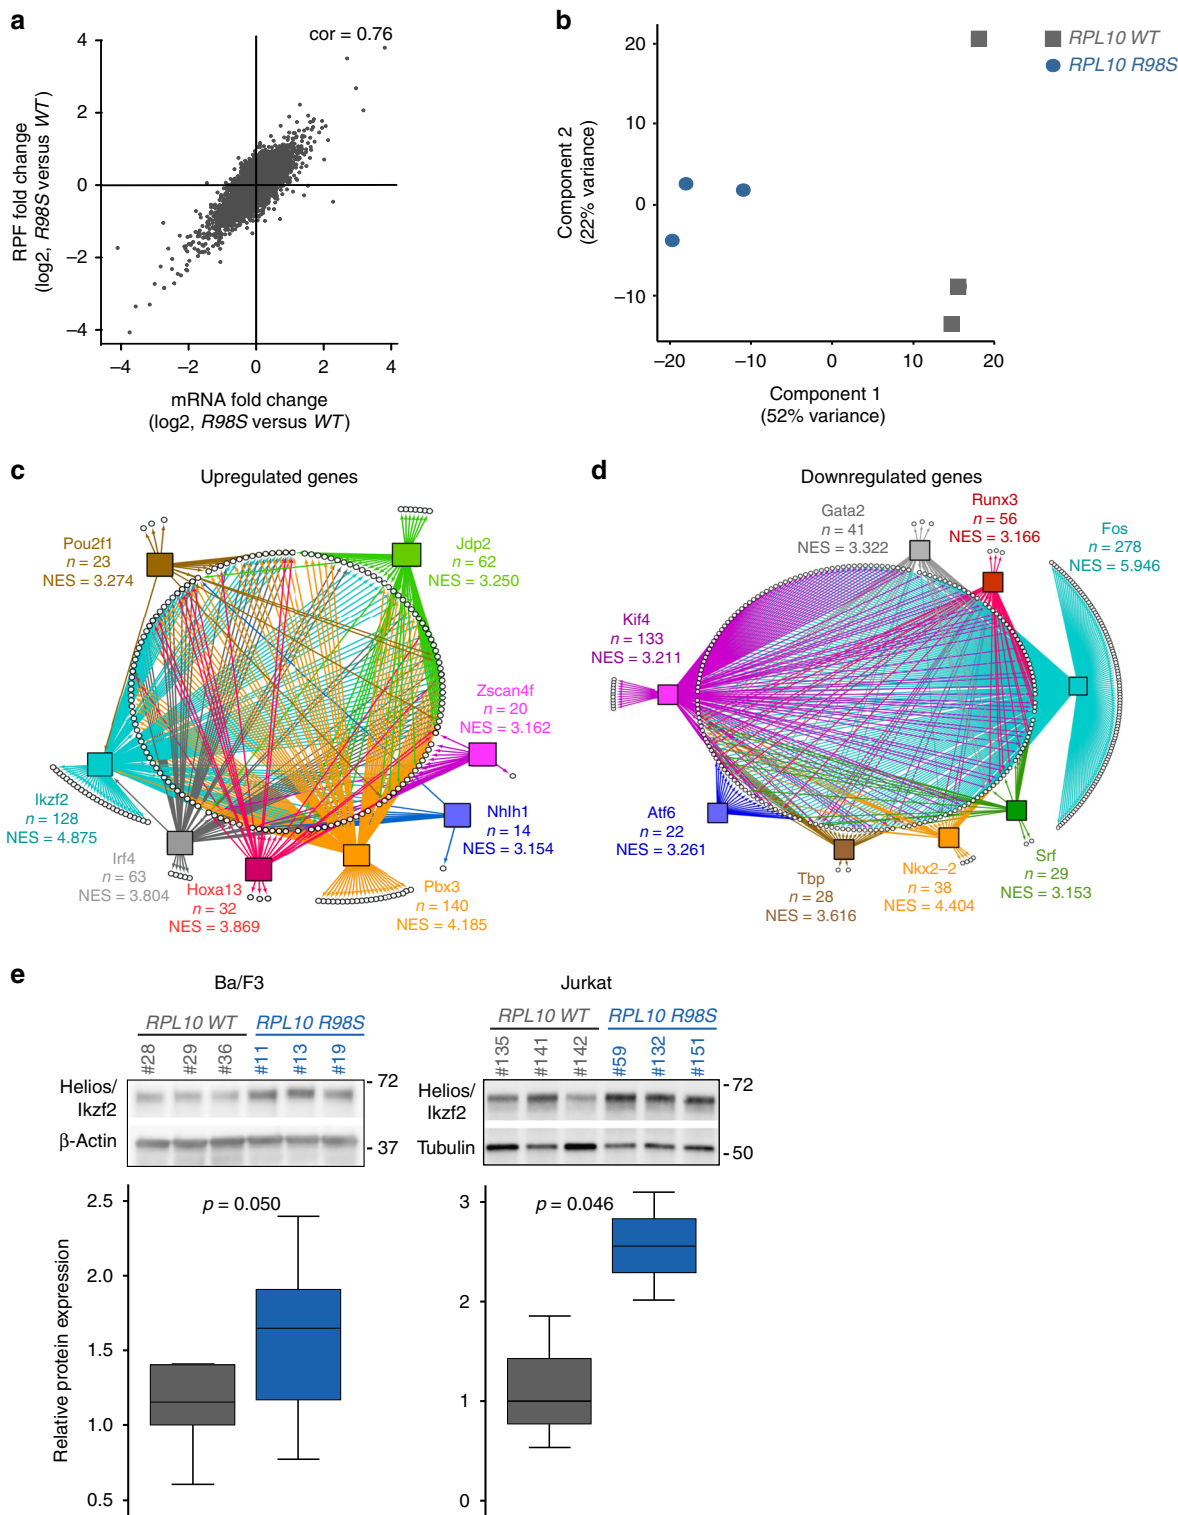 a
cor = 0.76
4
2
0
−2
−4
−4
−2
0
2
4
RPF fold change
(log2, R98S versus WT)
mRNA fold change
(log2, R98S versus WT)
b
RPL10 WT
RPL10 R98S
20
10
0
−10
−20
−10
0
10
20
Component 2
(22% variance)
Component 1
(52% variance)
c
Upregulated genes
Pou2f1
n = 23
NES = 3.274
Jdp2
n = 62
NES = 3.250
Zscan4f
n = 20
NES = 3.162
Nhlh1
n = 14
NES = 3.154
Pbx3
n = 140
NES = 4.185
Hoxa13
n = 32
NES = 3.869
Irf4
n = 63
NES = 3.804
Ikzf2
n = 128
NES = 4.875
d
Downregulated genes
Gata2
n = 41
NES = 3.322
Runx3
n = 56
NES = 3.166
Fos
n = 278
NES = 5.946
Kif4
n = 133
NES = 3.211
Atf6
n = 22
NES = 3.261
Tbp
n = 28
NES = 3.616
Nkx2−2
n = 38
NES = 4.404
Srf
n = 29
NES = 3.153
e
Ba/F3
RPL10 WT
RPL10 R98S
#28
#29
#36
#11
#13
#19
Helios/
Ikzf2
β-Actin
- 72
- 37
Jurkat
RPL10 WT
RPL10 R98S
#135
#141
#142
#59
#132
#151
Helios/
Ikzf2
Tubulin
- 72
- 50
Relative protein expression
2.5
2.0
1.5
1.0
0.5
p = 0.050
3
2
1
0
p = 0.046